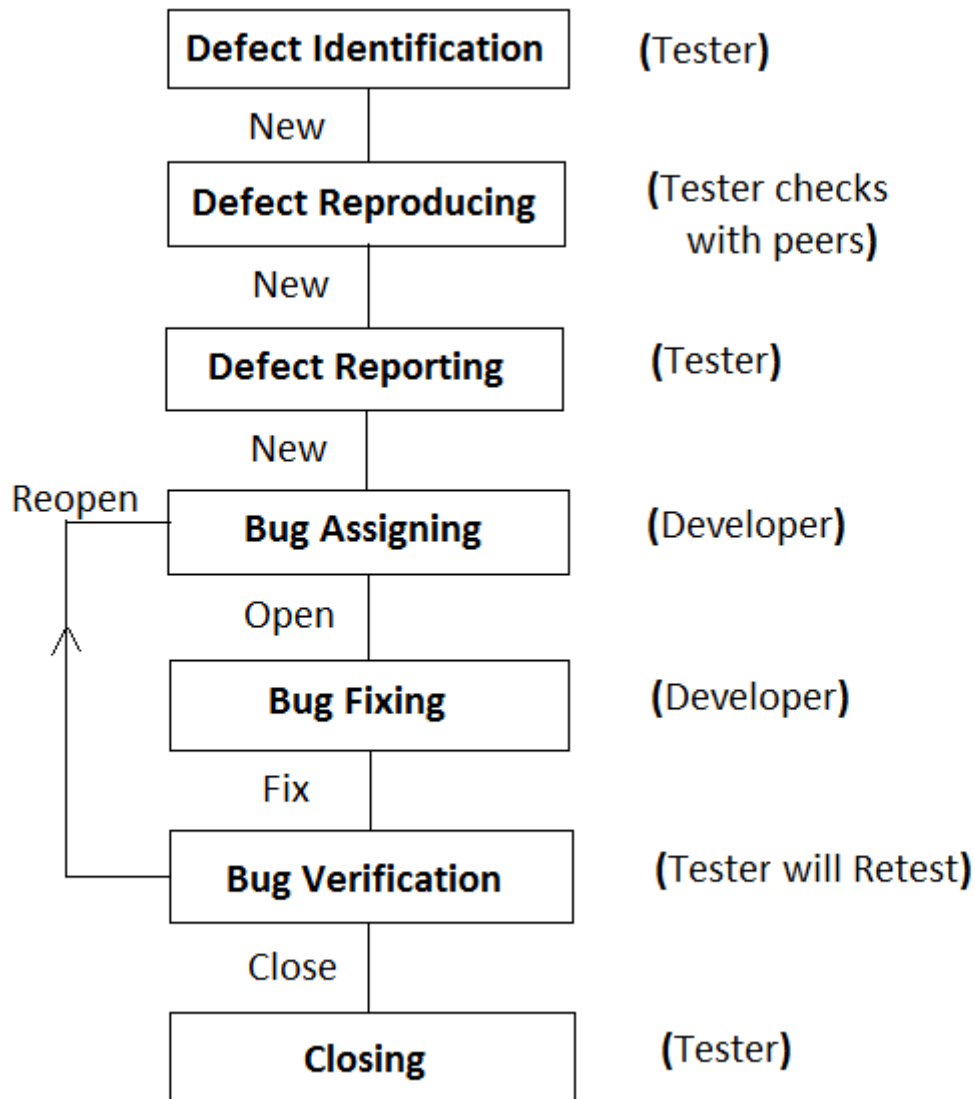 Defect Identification (Tester)
New
Defect Reproducing (Tester checks
with peers)
New
Defect Reporting (Tester)
New
Reopen
Bug Assigning (Developer)
Open
Bug Fixing (Developer)
Fix
Bug Verification (Tester will Retest)
Close
Closing (Tester)